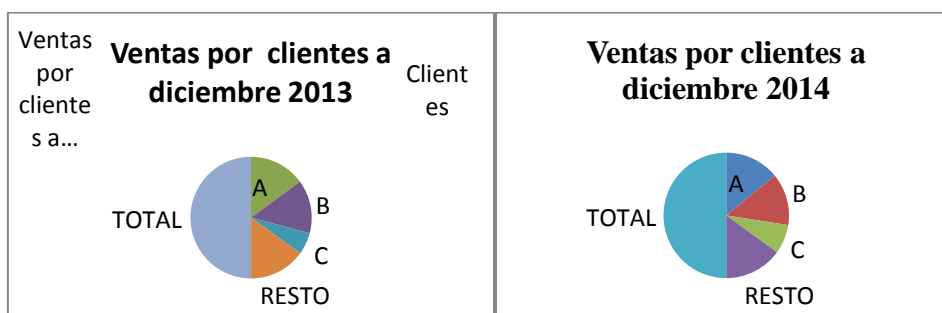 Ventas
por
cliente
s a...
Ventas por clientes a
diciembre 2013
Client
es
A
B
TOTAL
C
RESTO
Ventas por clientes a
diciembre 2014
A
B
TOTAL
C
RESTO